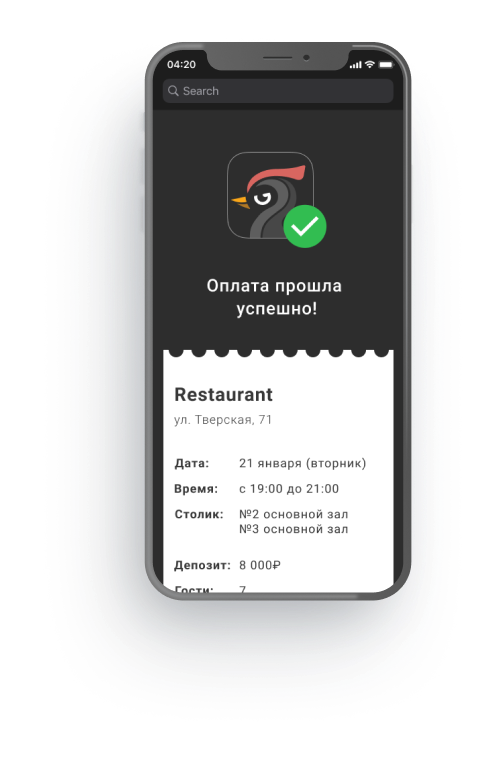 04:20
Search
Оплата прошла
успешно!
Restaurant
ул. Тверская, 71
Дата: 21 января (вторник)
Время: с 19:00 до 21:00
Столик: №2 основной зал
№3 основной зал
Депозит: 8 000₽
Гости: 7